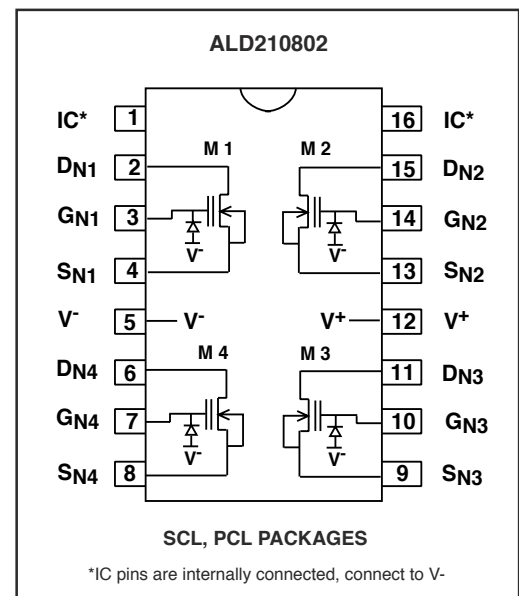 ALD210802
IC* 1 16 IC*
M 1 M 2
DN1 2 15 DN2
GN1 3 14 GN2
V- V-
SN1 4 13 SN2
V- 5 V- V+ 12 V+
M 4 M 3
DN4 6 11 DN3
GN4 7 10 GN3
V- V-
SN4 8 9 SN3
SCL, PCL PACKAGES
*IC pins are internally connected, connect to V-